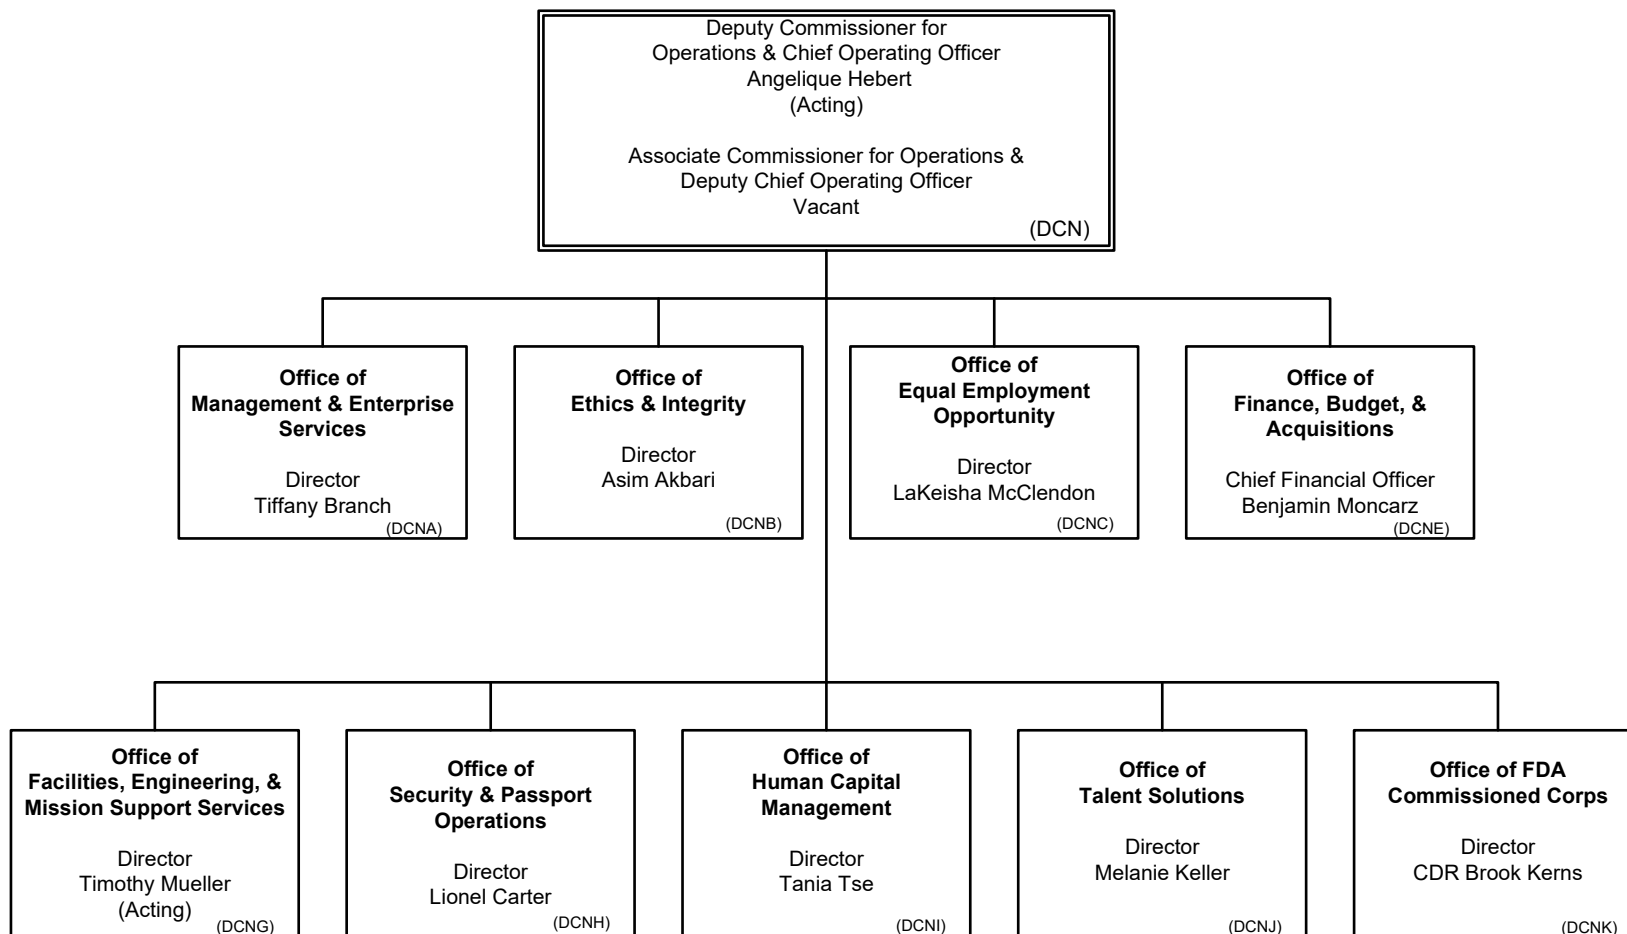 Deputy Commissioner for
Operations & Chief Operating Officer
Angelique Hebert
(Acting)
Associate Commissioner for Operations &
Deputy Chief Operating Officer
Vacant
(DCN)
Office of
Management & Enterprise
Services
Director
Tiffany Branch
(DCNA)
Office of
Ethics & Integrity
Director
Asim Akbari
(DCNB)
Office of
Equal Employment
Opportunity
Director
LaKeisha McClendon
(DCNC)
Office of
Finance, Budget, &
Acquisitions
Chief Financial Officer
Benjamin Moncarz
(DCNE)
Office of
Facilities, Engineering, &
Mission Support Services
Director
Timothy Mueller
(Acting)
(DCNG)
Office of
Security & Passport
Operations
Director
Lionel Carter
(DCNH)
Office of
Human Capital
Management
Director
Tania Tse
(DCNI)
Office of
Talent Solutions
Director
Melanie Keller
(DCNJ)
Office of FDA
Commissioned Corps
Director
CDR Brook Kerns
(DCNK)